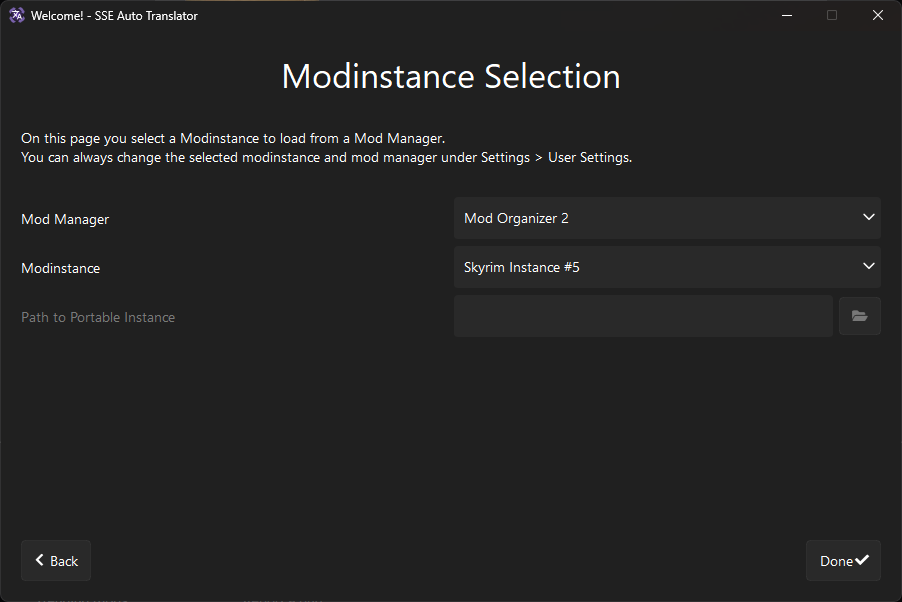 Welcome! - SSE Auto Translator
Modinstance Selection
On this page you select a Modinstance to load from a Mod Manager.
You can always change the selected modinstance and mod manager under Settings > User Settings.
Mod Manager
Mod Organizer 2
Modinstance
Skyrim Instance #5
Path to Portable Instance
Back
Done